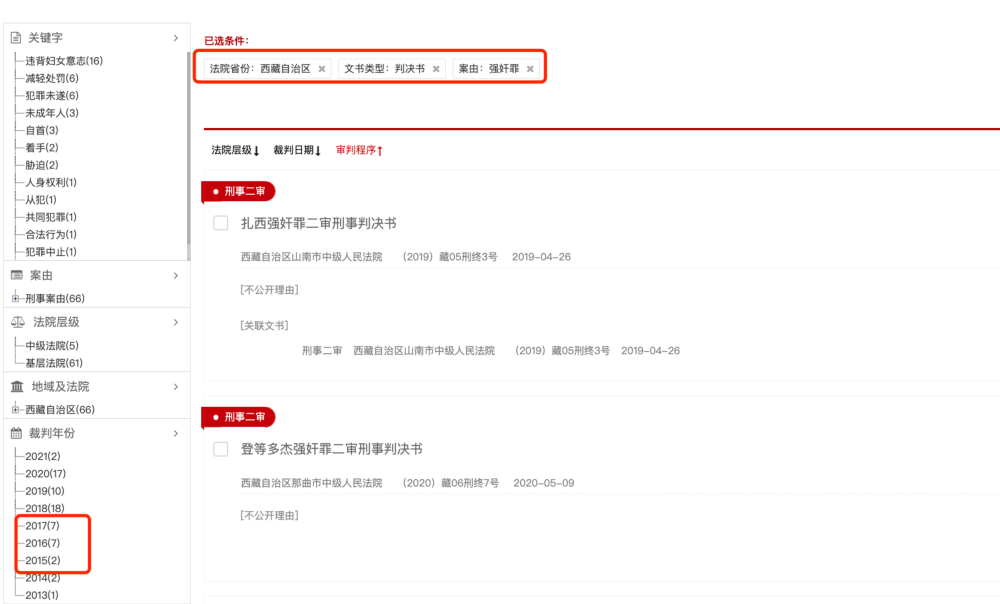 关键字
违背妇女意志(16)
减轻处罚(6)
犯罪未遂(6)
未成年人(3)
自首(3)
着手(2)
胁迫(2)
人身权利(1)
从犯(1)
共同犯罪(1)
合法行为(1)
犯罪中止(1)
案由
刑事案由(66)
法院层级
中级法院(5)
基层法院(61)
地域及法院
西藏自治区(66)
裁判年份
2021(2)
2020(17)
2019(10)
2018(18)
2017(7)
2016(7)
2015(2)
2014(2)
2013(1)
已选条件：
法院省份：西藏自治区 ✖ 文书类型：判决书 ✖ 案由：强奸罪 ✖
法院层级↓ 裁判日期↓ 审判程序↑
刑事二审
扎西强奸罪二审刑事判决书
西藏自治区山南市中级人民法院 （2019）藏05刑终3号 2019-04-26
[不公开理由]
[关联文书]
刑事二审 西藏自治区山南市中级人民法院 （2019）藏05刑终3号 2019-04-26
刑事二审
登等多杰强奸罪二审刑事判决书
西藏自治区那曲市中级人民法院 （2020）藏06刑终7号 2020-05-09
[不公开理由]